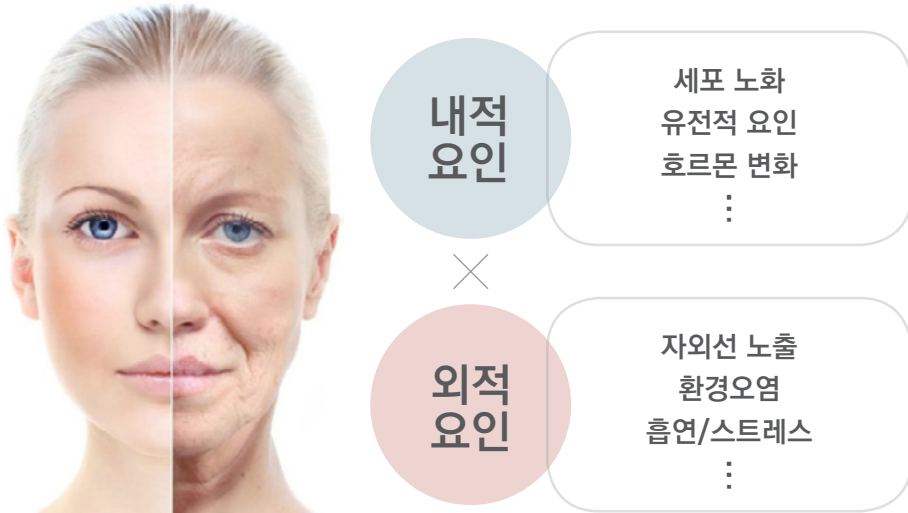 내적
요인
세포 노화
유전적 요인
호르몬 변화
⋮
×
외적
요인
자외선 노출
환경오염
흡연/스트레스
⋮